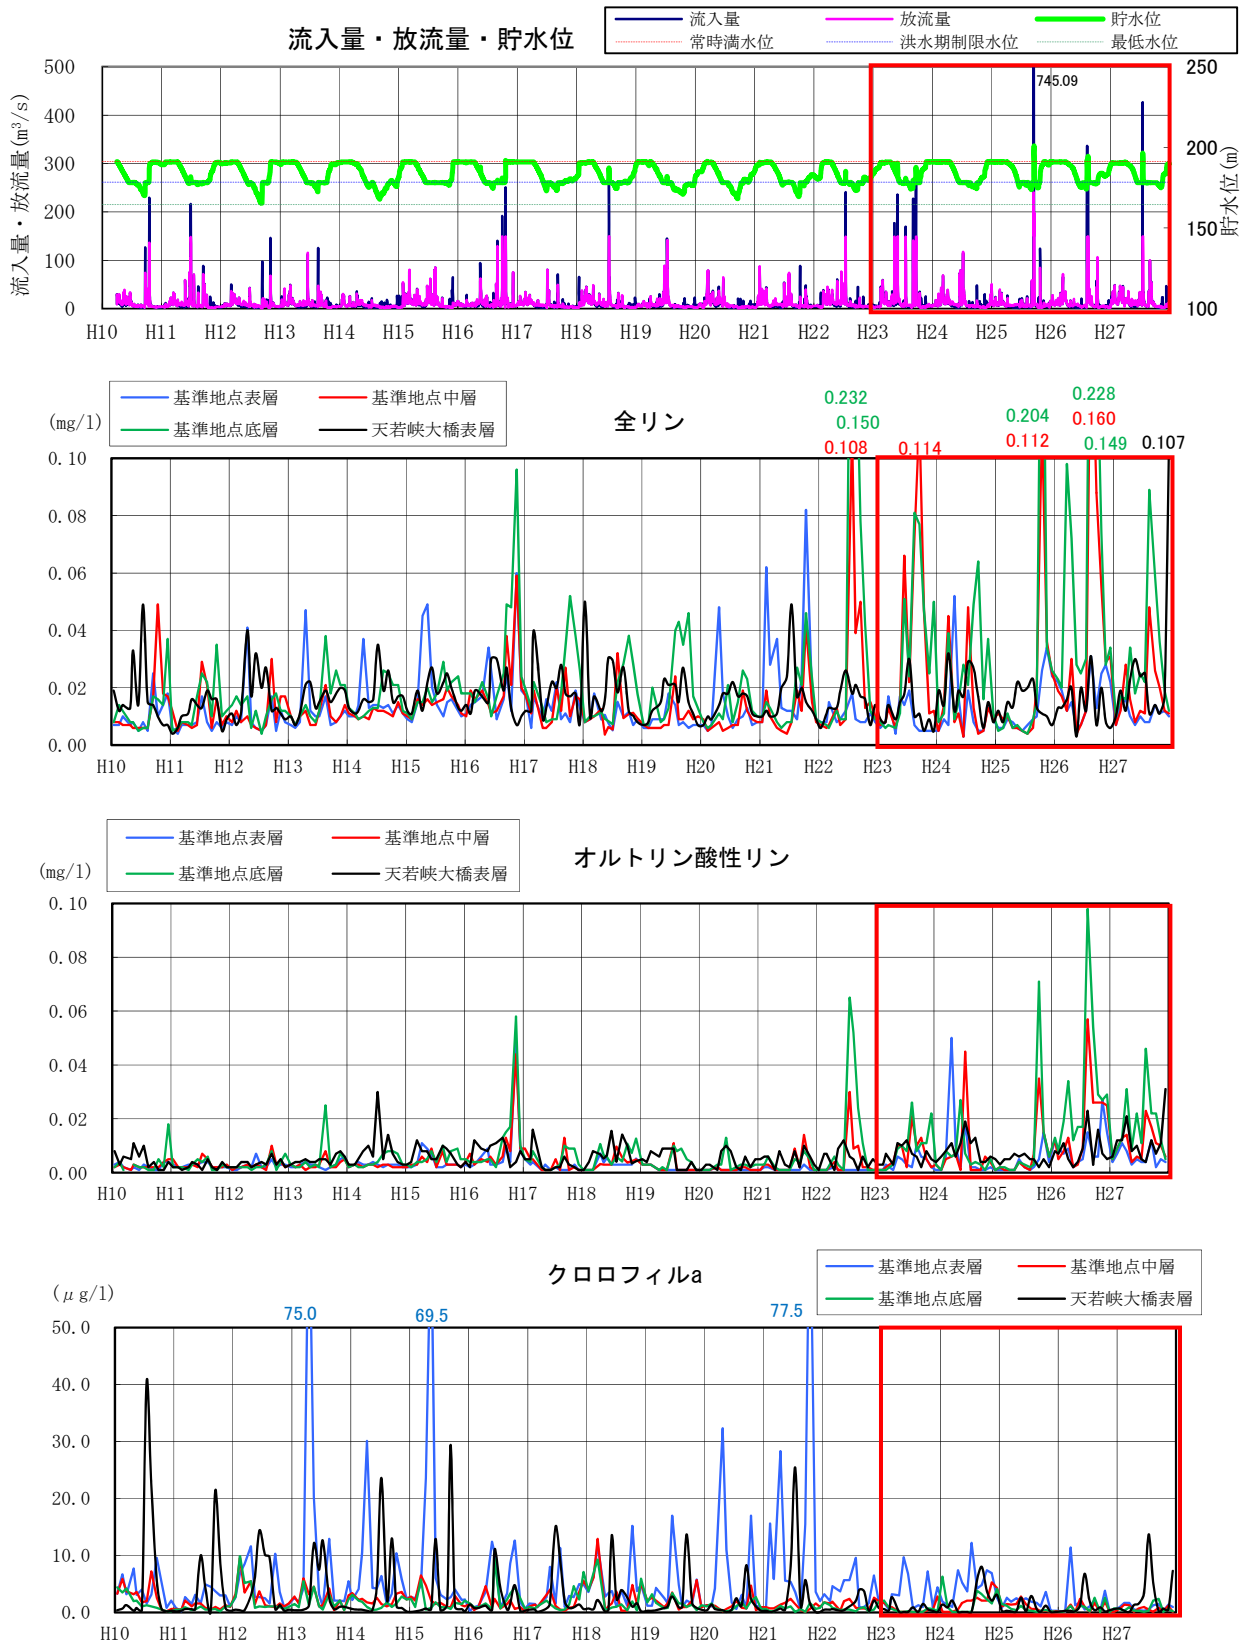 流入量・放流量・貯水位
流入量 放流量 貯水位
常時満水位 洪水期制限水位 最低水位
流入量・放流量(m³/s)
500
400
300
200
100
0
250
200
150
100
貯水位(m)
745.09
H10 H11 H12 H13 H14 H15 H16 H17 H18 H19 H20 H21 H22 H23 H24 H25 H26 H27
基準地点表層 基準地点中層
基準地点底層 天若峡大橋表層
(mg/l)
全リン
0.232
0.150
0.108
0.114
0.204
0.112
0.228
0.160
0.149
0.107
0.10
0.08
0.06
0.04
0.02
0.00
H10 H11 H12 H13 H14 H15 H16 H17 H18 H19 H20 H21 H22 H23 H24 H25 H26 H27
基準地点表層 基準地点中層
基準地点底層 天若峡大橋表層
(mg/l)
オルトリン酸性リン
0.10
0.08
0.06
0.04
0.02
0.00
H10 H11 H12 H13 H14 H15 H16 H17 H18 H19 H20 H21 H22 H23 H24 H25 H26 H27
クロロフィルa
基準地点表層 基準地点中層
基準地点底層 天若峡大橋表層
(μg/l)
75.0
69.5
77.5
50.0
40.0
30.0
20.0
10.0
0.0
H10 H11 H12 H13 H14 H15 H16 H17 H18 H19 H20 H21 H22 H23 H24 H25 H26 H27